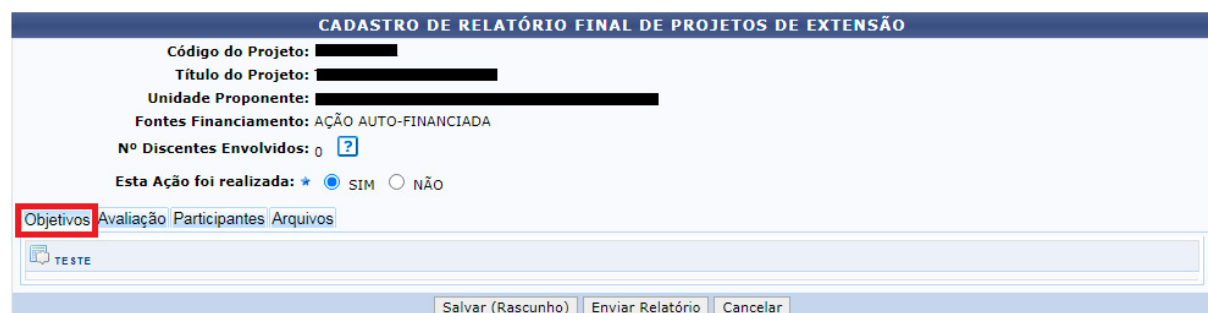 CADASTRO DE RELATÓRIO FINAL DE PROJETOS DE EXTENSÃO
Código do Projeto:
Título do Projeto:
Unidade Proponente:
Fontes Financiamento: AÇÃO AUTO-FINANCIADA
Nº Discentes Envolvidos: 0 ?
Esta Ação foi realizada: ★ SIM NÃO
Objetivos Avaliação Participantes Arquivos
TESTE
Salvar (Rascunho) Enviar Relatório Cancelar